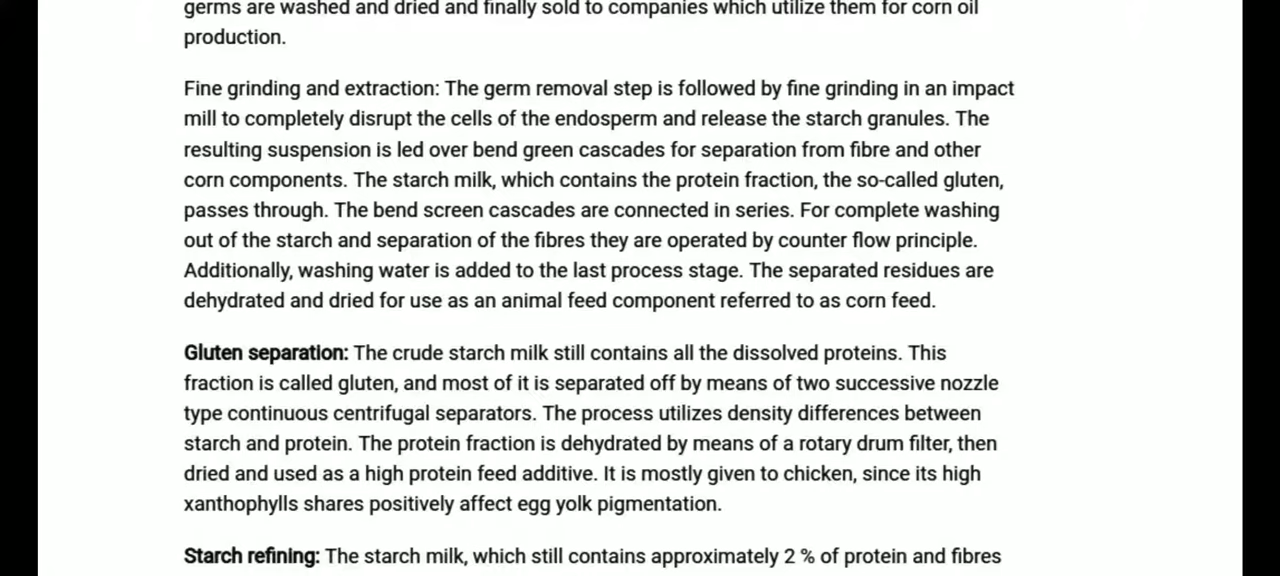 germs are washed and dried and finally sold to companies which utilize them for corn oil
production.
Fine grinding and extraction: The germ removal step is followed by fine grinding in an impact
mill to completely disrupt the cells of the endosperm and release the starch granules. The
resulting suspension is led over bend green cascades for separation from fibre and other
corn components. The starch milk, which contains the protein fraction, the so-called gluten,
passes through. The bend screen cascades are connected in series. For complete washing
out of the starch and separation of the fibres they are operated by counter flow principle.
Additionally, washing water is added to the last process stage. The separated residues are
dehydrated and dried for use as an animal feed component referred to as corn feed.
Gluten separation: The crude starch milk still contains all the dissolved proteins. This
fraction is called gluten, and most of it is separated off by means of two successive nozzle
type continuous centrifugal separators. The process utilizes density differences between
starch and protein. The protein fraction is dehydrated by means of a rotary drum filter, then
dried and used as a high protein feed additive. It is mostly given to chicken, since its high
xanthophylls shares positively affect egg yolk pigmentation.
Starch refining: The starch milk, which still contains approximately 2 % of protein and fibres